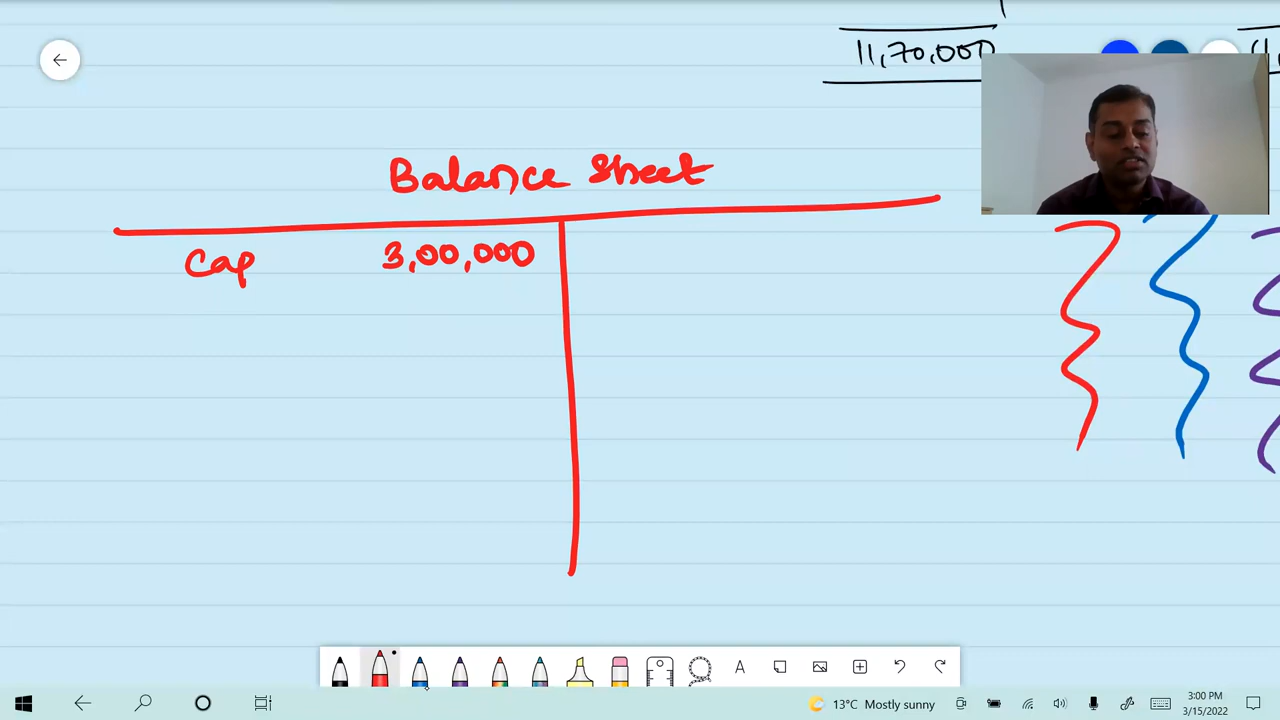 11,70,000
Balance Sheet
Cap 3,00,000
A
13°C Mostly sunny
3:00 PM
3/15/2022